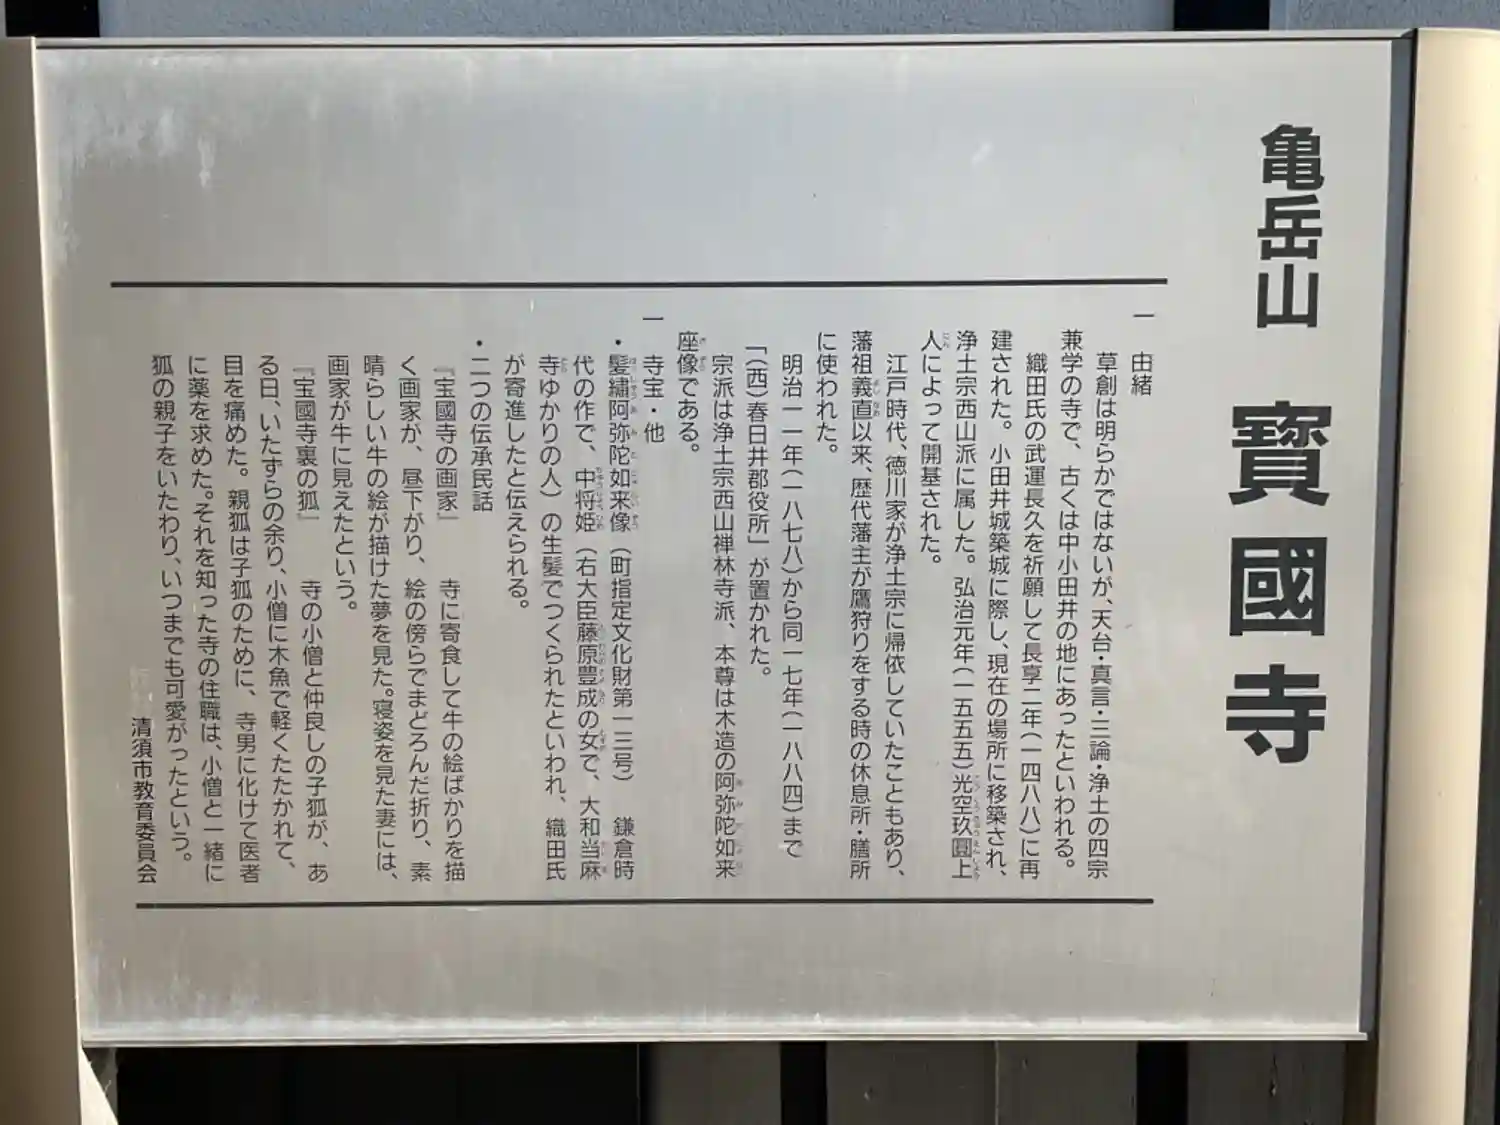 亀岳山 寳國寺
一 由緒
草創は明らかではないが、天台・真言・三論・浄土の四宗
兼学の寺で、古くは中小田井の地にあったといわれる。
織田氏の武運長久を祈願して長享二年(一四八八)に再
建された。小田井城築城に際し、現在の場所に移築され、
浄土宗西山派に属した。弘治元年(一五五五)光空玖圓上
人によって開基された。
江戸時代、徳川家が浄土宗に帰依していたこともあり、
藩祖義直以来、歴代藩主が鷹狩りをする時の休息所・膳所
に使われた。
明治一一年(一八七八)から同一七年(一八八四)まで
「(西)春日井郡役所」が置かれた。
宗派は浄土宗西山禅林寺派、本尊は木造の阿弥陀如来
座像である。
一 寺宝・他
・髪繡阿弥陀如来像(町指定文化財第一三号) 鎌倉時
代の作で、中将姫(右大臣藤原豊成の女で、大和当麻
寺ゆかりの人)の生髪でつくられたといわれ、織田氏
が寄進したと伝えられる。
・二つの伝承民話
『宝國寺の画家』 寺に寄食して牛の絵ばかりを描
く画家が、昼下がり、絵の傍らでまどろんだ折り、素
晴らしい牛の絵が描けた夢を見た。寝姿を見た妻には、
画家が牛に見えたという。
『宝國寺裏の狐』 寺の小僧と仲良しの子狐が、あ
る日、いたずらの余り、小僧に木魚で軽くたたかれて、
目を痛めた。親狐は子狐のために、寺男に化けて医者
に薬を求めた。それを知った寺の住職は、小僧と一緒に
狐の親子をいたわり、いつまでも可愛がったという。
清須市教育委員会